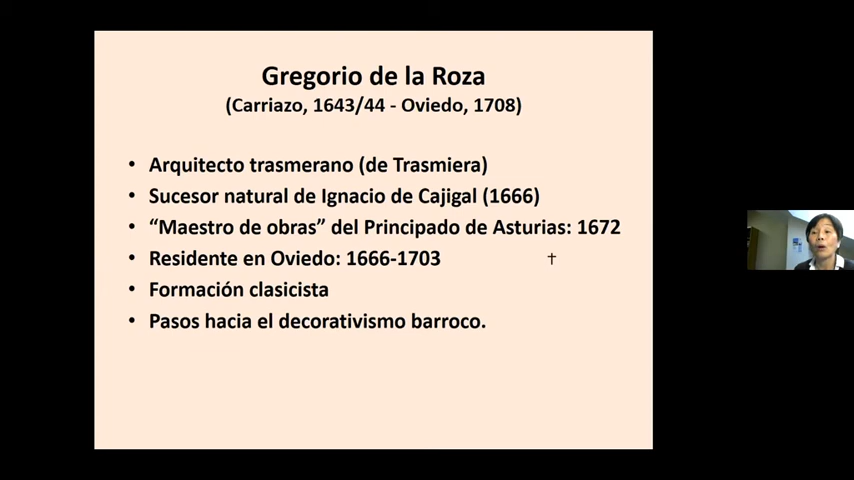 Gregorio de la Roza
(Carriazo, 1643/44 - Oviedo, 1708)
• Arquitecto trasmerano (de Trasmiera)
• Sucesor natural de Ignacio de Cajigal (1666)
• “Maestro de obras” del Principado de Asturias: 1672
• Residente en Oviedo: 1666-1703
• Formación clasicista
• Pasos hacia el decorativismo barroco.